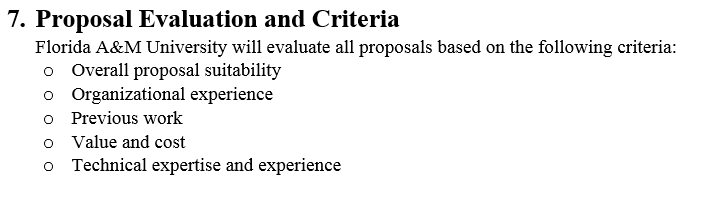 7. Proposal Evaluation and Criteria
Florida A&M University will evaluate all proposals based on the following criteria:
o Overall proposal suitability
o Organizational experience
o Previous work
o Value and cost
o Technical expertise and experience